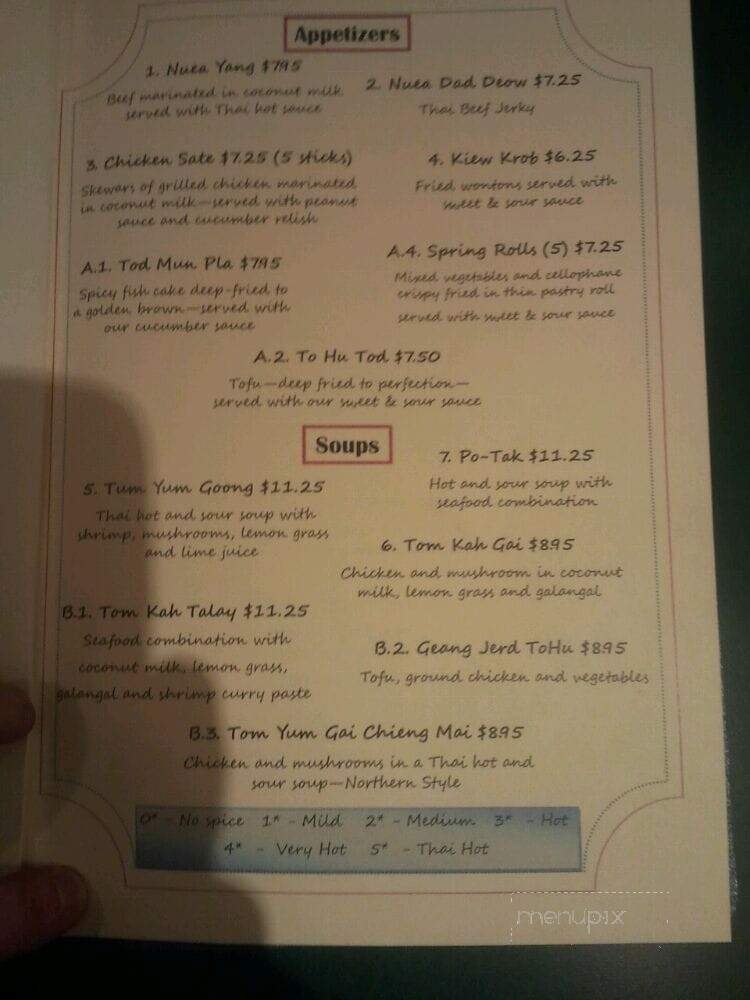 Appetizers
1. Nuea Yang $7.95
Beef marinated in coconut milk
served with Thai hot sauce
2. Nuea Dad Deow $7.25
Thai Beef Jerky
3. Chicken Sate $7.25 (5 sticks)
Skewars of grilled chicken marinated
in coconut milk—served with peanut
sauce and cucumber relish
4. Kiew Krob $6.25
Fried wontons served with
sweet & sour sauce
A.1. Tod Mun Pla $7.95
Spicy fish cake deep-fried to
a golden brown—served with
our cucumber sauce
A.4. Spring Rolls (5) $7.25
Mixed vegetables and cellophane
crispy fried in thin pastry roll
served with sweet & sour sauce
A.2. To Hu Tod $7.50
Tofu—deep fried to perfection—
served with our sweet & sour sauce
Soups
5. Tum Yum Goong $11.25
Thai hot and sour soup with
shrimp, mushrooms, lemon grass
and lime juice
7. Po-Tak $11.25
Hot and sour soup with
seafood combination
6. Tom Kah Gai $8.95
Chicken and mushroom in coconut
milk, lemon grass and galangal
B.1. Tom Kah Talay $11.25
Seafood combination with
coconut milk, lemon grass,
galangal and shrimp curry paste
B.2. Geang Jerd ToHu $8.95
Tofu, ground chicken and vegetables
B.3. Tom Yum Gai Chieng Mai $8.95
Chicken and mushrooms in a Thai hot and
sour soup—Northern Style
0* - No spice 1* - Mild 2* - Medium 3* - Hot
4* - Very Hot 5* - Thai Hot
menupix